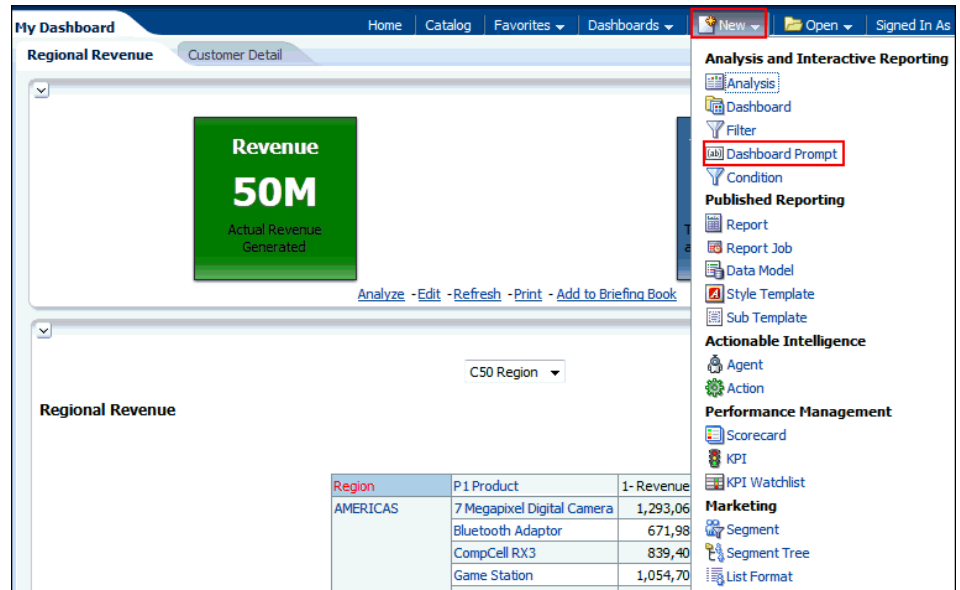 My Dashboard
Home Catalog Favorites Dashboards New Open Signed In As
Regional Revenue Customer Detail
Revenue
50M
Actual Revenue
Generated
Analyze -Edit -Refresh -Print -Add to Briefing Book
C50 Region
Regional Revenue
Region P1 Product 1- Revenue
AMERICAS 7 Megapixel Digital Camera 1,293,06
Bluetooth Adaptor 671,98
CompCell RX3 839,40
Game Station 1,054,70
Analysis and Interactive Reporting
Analysis
Dashboard
Filter
(ab) Dashboard Prompt
Condition
Published Reporting
Report
Report Job
Data Model
Style Template
Sub Template
Actionable Intelligence
Agent
Action
Performance Management
Scorecard
KPI
KPI Watchlist
Marketing
Segment
Segment Tree
List Format